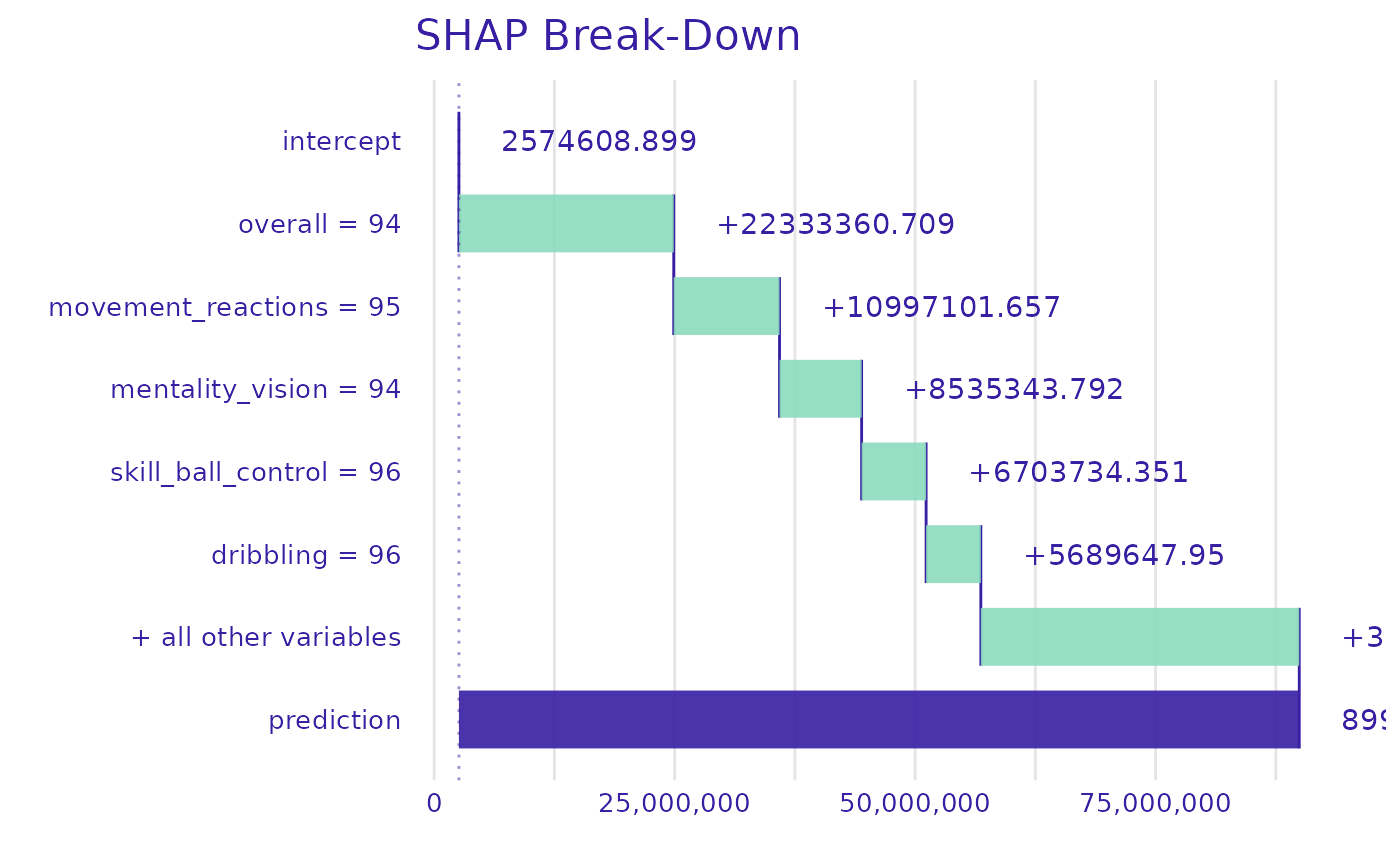 SHAP Break-Down
intercept 2574608.899
overall = 94 +22333360.709
movement_reactions = 95 +10997101.657
mentality_vision = 94 +8535343.792
skill_ball_control = 96 +6703734.351
dribbling = 96 +5689647.95
+ all other variables +3
prediction 899
0 25,000,000 50,000,000 75,000,000